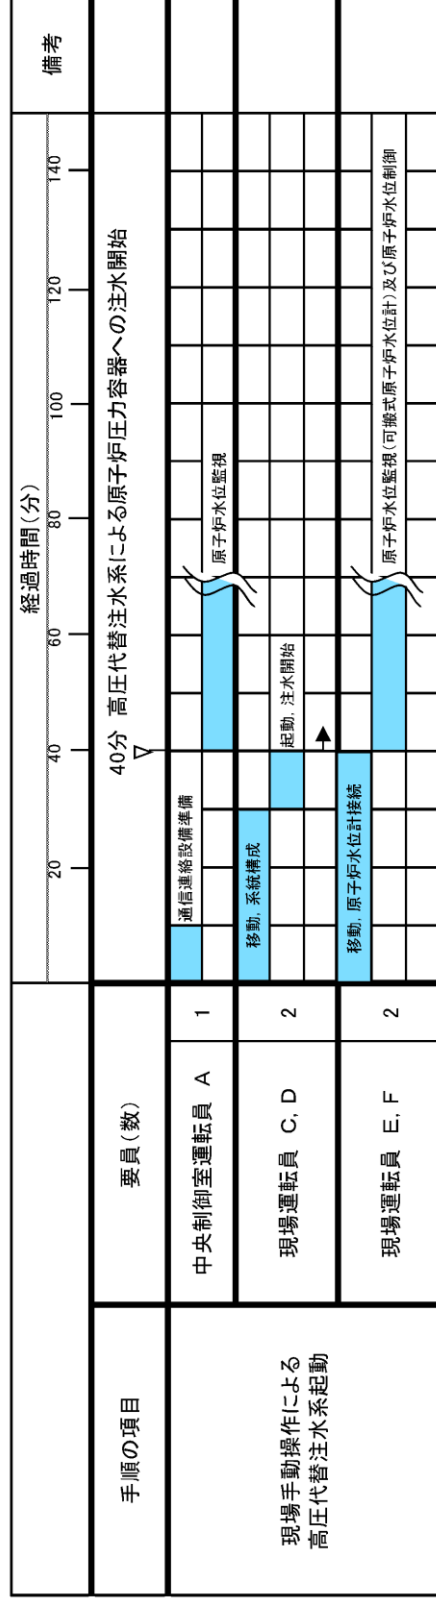 経過時間(分)
備考
20
40
60
80
100
120
140
手順の項目
要員(数)
40分 高圧代替注水系による原子炉圧力容器への注水開始
現場手動操作による
高圧代替注水系起動
中央制御室運転員 A
1
通信連絡設備準備
原子炉水位監視
現場運転員 C, D
2
移動, 系統構成
起動, 注水開始
現場運転員 E, F
2
移動, 原子炉水位計接続
原子炉水位監視(可搬式原子炉水位計)及び原子炉水位制御